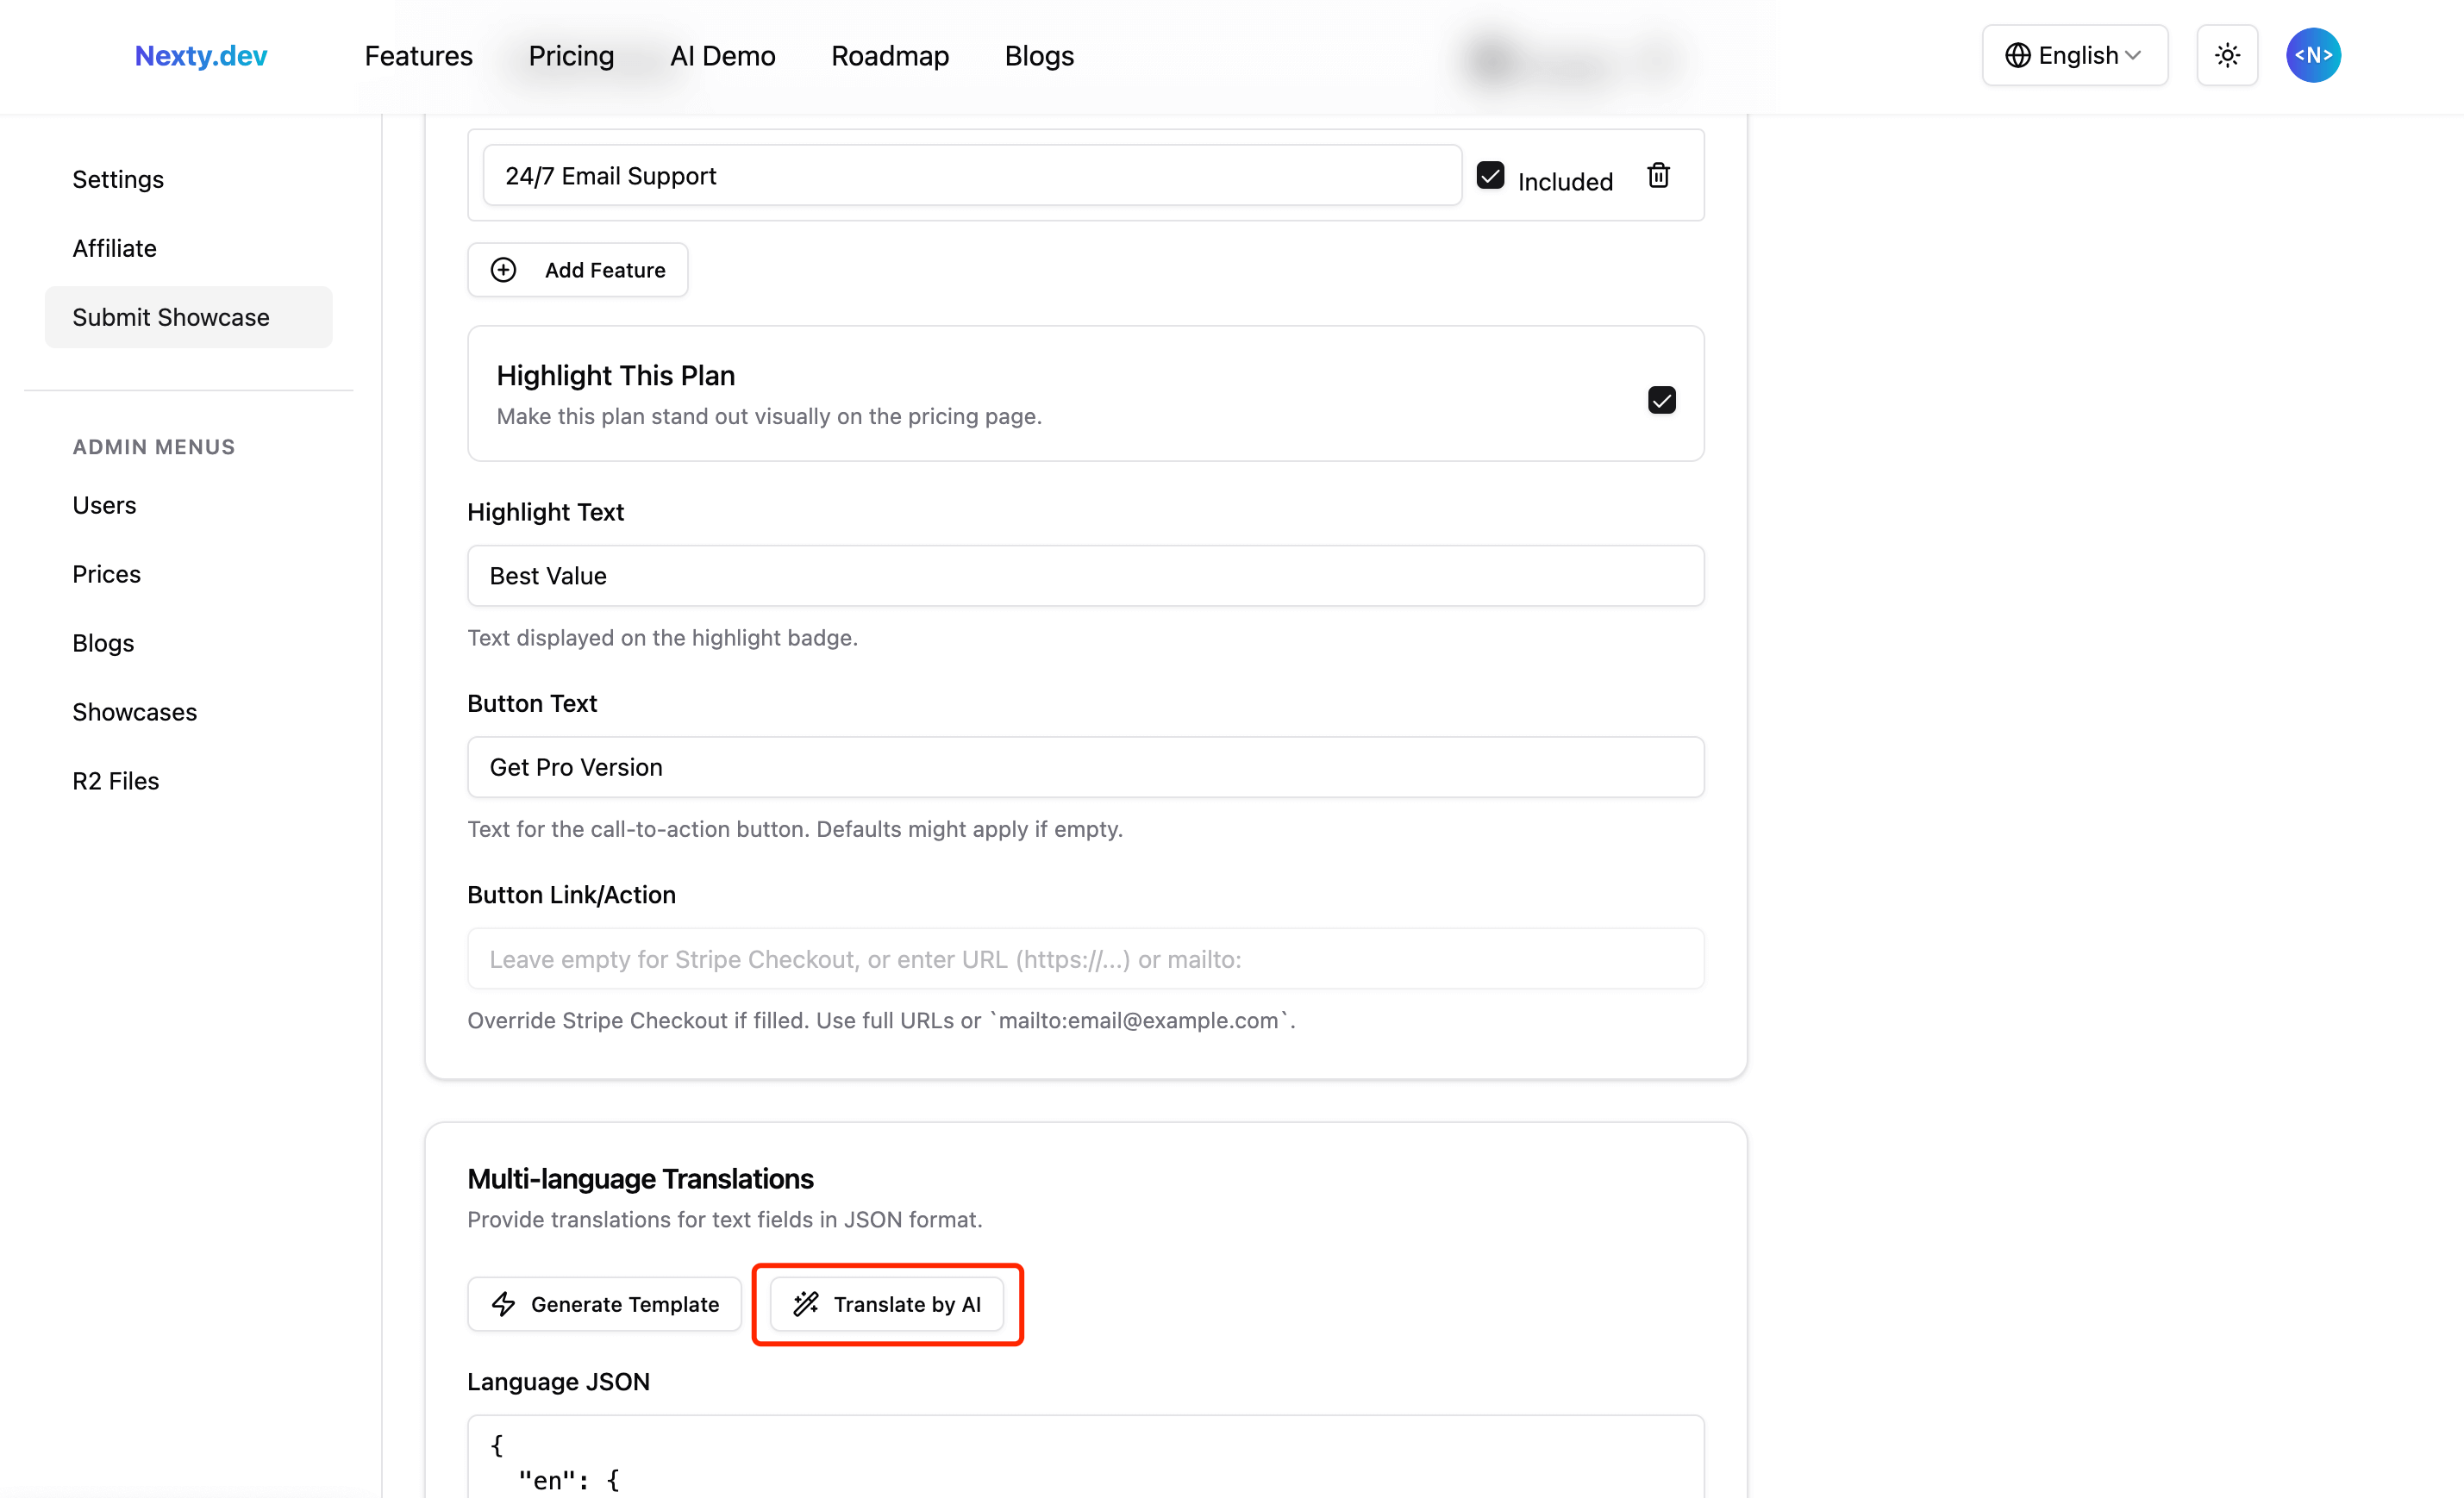 Nexty.dev
Features
Pricing
AI Demo
Roadmap
Blogs
English
<N>
Settings
Affiliate
Submit Showcase
ADMIN MENUS
Users
Prices
Blogs
Showcases
R2 Files
24/7 Email Support
Included
Add Feature
Highlight This Plan
Make this plan stand out visually on the pricing page.
Highlight Text
Best Value
Text displayed on the highlight badge.
Button Text
Get Pro Version
Text for the call-to-action button. Defaults might apply if empty.
Button Link/Action
Leave empty for Stripe Checkout, or enter URL (https://...) or mailto:
Override Stripe Checkout if filled. Use full URLs or `mailto:email@example.com`.
Multi-language Translations
Provide translations for text fields in JSON format.
Generate Template
Translate by AI
Language JSON
{
"en": {